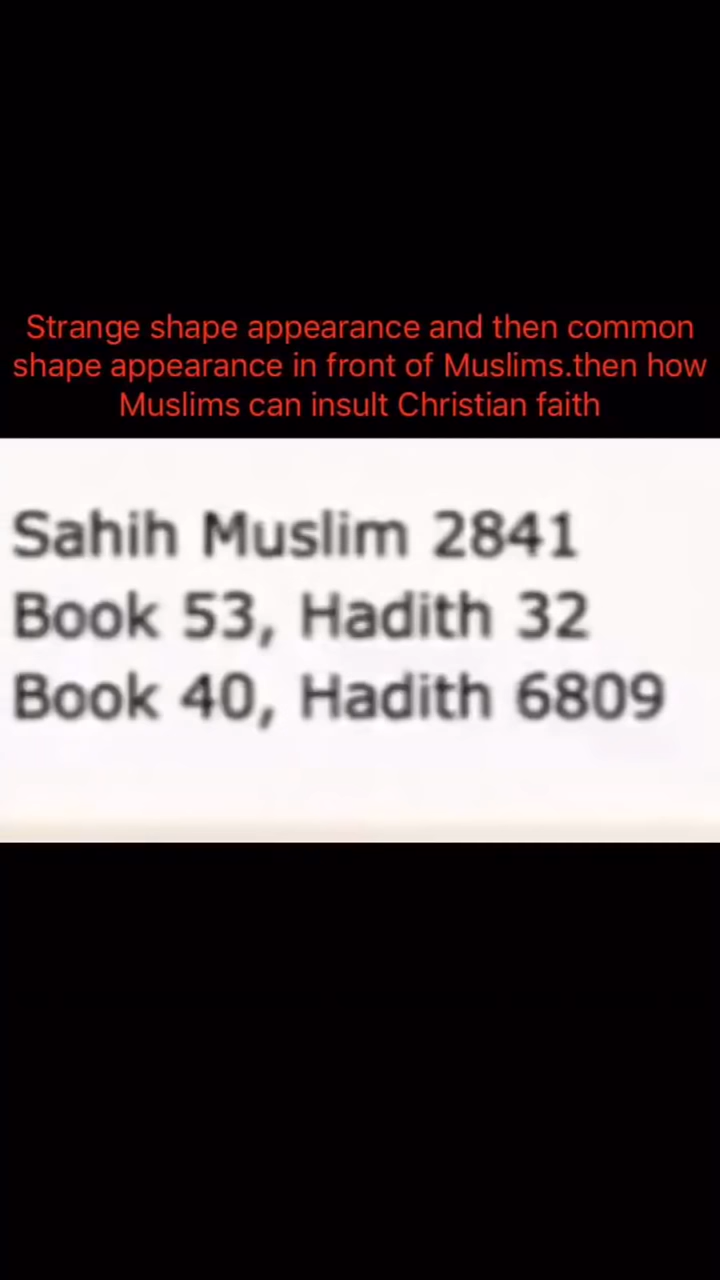 Strange shape appearance and then common
shape appearance in front of Muslims.then how
Muslims can insult Christian faith
Sahih Muslim 2841
Book 53, Hadith 32
Book 40, Hadith 6809